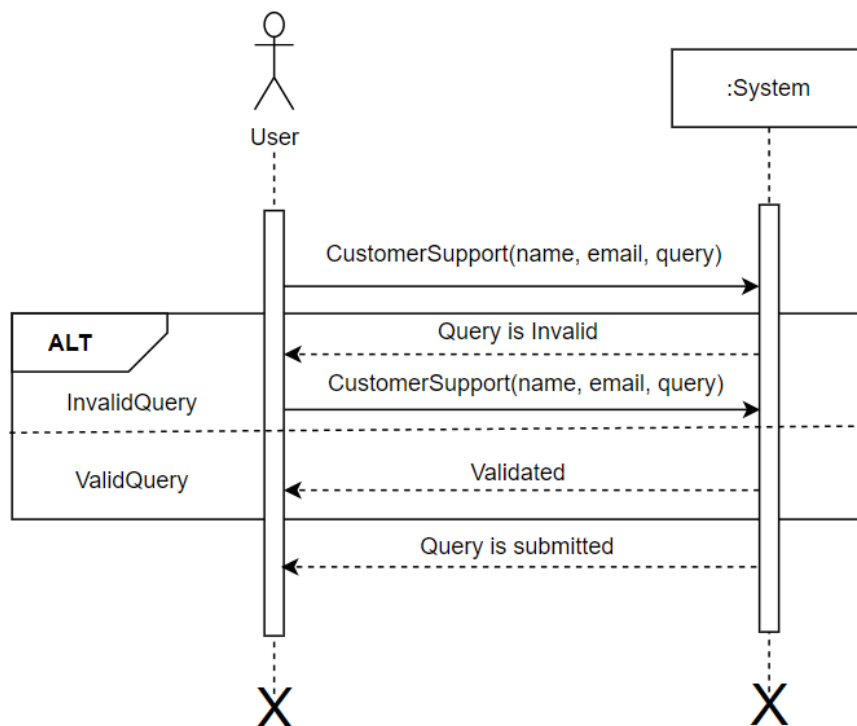 :System
User
CustomerSupport(name, email, query)
ALT
Query is Invalid
CustomerSupport(name, email, query)
InvalidQuery
Validated
ValidQuery
Query is submitted
X
X